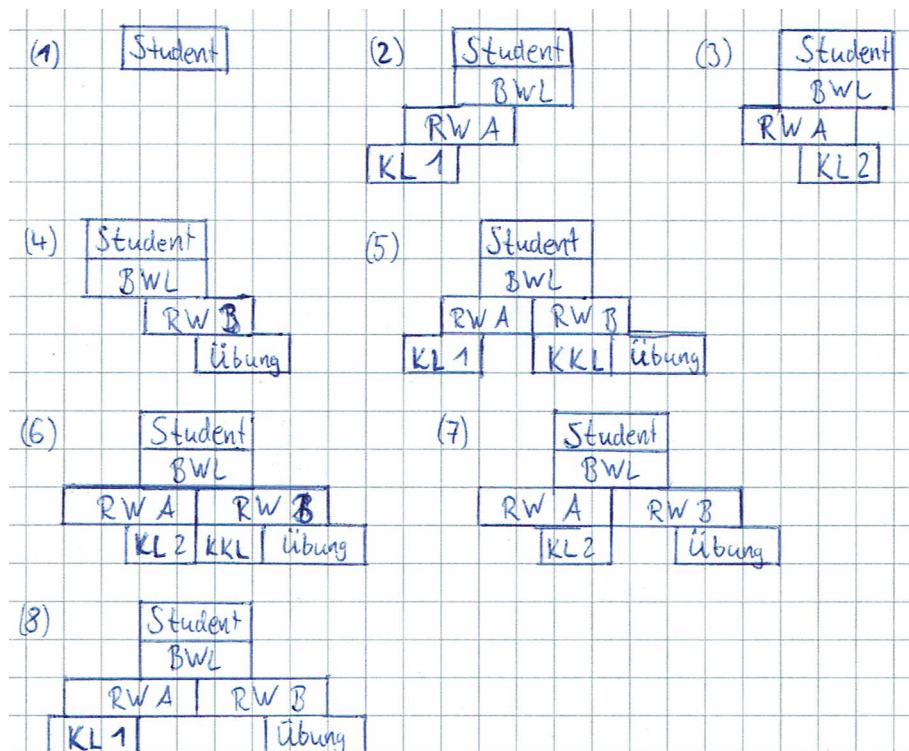 (1) Student (2) Student (3) Student
BWL BWL
RW A RW A
KL 1 KL 2
(4) Student (5) Student
BWL BWL
RW B RW A RW B
Übung KL 1 KKL Übung
(6) Student (7) Student
BWL BWL
RW A RW B RW A RW B
KL 2 KKL Übung KL 2 Übung
(8) Student
BWL
RW A RW B
KL 1 Übung